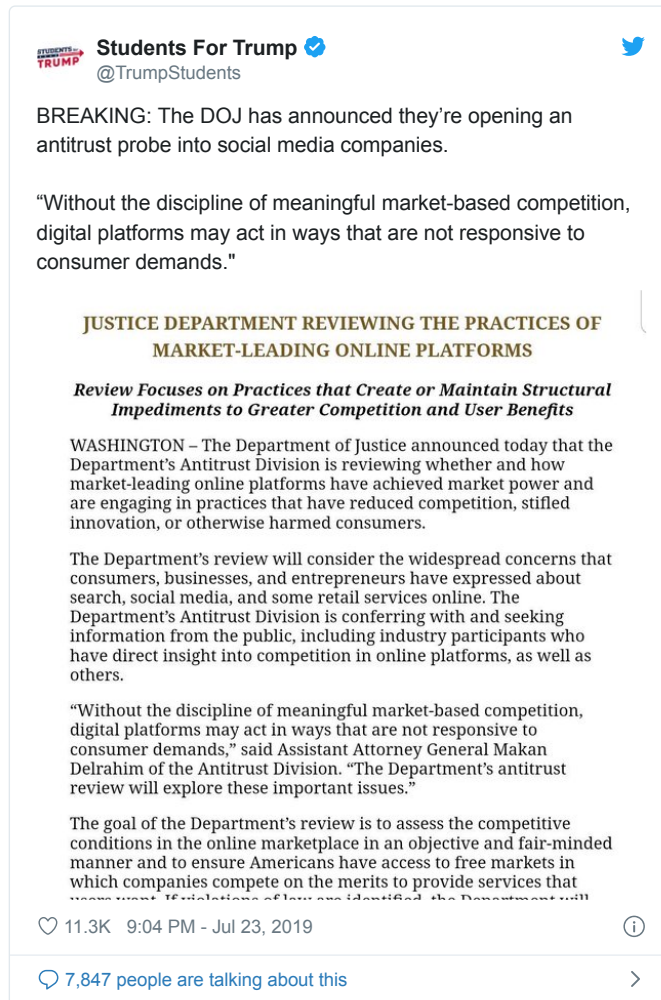 STUDENTS for
TRUMP
Students For Trump
@TrumpStudents
BREAKING: The DOJ has announced they’re opening an
antitrust probe into social media companies.
“Without the discipline of meaningful market-based competition,
digital platforms may act in ways that are not responsive to
consumer demands."
JUSTICE DEPARTMENT REVIEWING THE PRACTICES OF
MARKET-LEADING ONLINE PLATFORMS
Review Focuses on Practices that Create or Maintain Structural
Impediments to Greater Competition and User Benefits
WASHINGTON – The Department of Justice announced today that the
Department’s Antitrust Division is reviewing whether and how
market-leading online platforms have achieved market power and
are engaging in practices that have reduced competition, stifled
innovation, or otherwise harmed consumers.
The Department’s review will consider the widespread concerns that
consumers, businesses, and entrepreneurs have expressed about
search, social media, and some retail services online. The
Department’s Antitrust Division is conferring with and seeking
information from the public, including industry participants who
have direct insight into competition in online platforms, as well as
others.
“Without the discipline of meaningful market-based competition,
digital platforms may act in ways that are not responsive to
consumer demands,” said Assistant Attorney General Makan
Delrahim of the Antitrust Division. “The Department’s antitrust
review will explore these important issues.”
The goal of the Department’s review is to assess the competitive
conditions in the online marketplace in an objective and fair-minded
manner and to ensure Americans have access to free markets in
which companies compete on the merits to provide services that
users want. If violations of law are identified, the Department will
11.3K 9:04 PM - Jul 23, 2019
7,847 people are talking about this